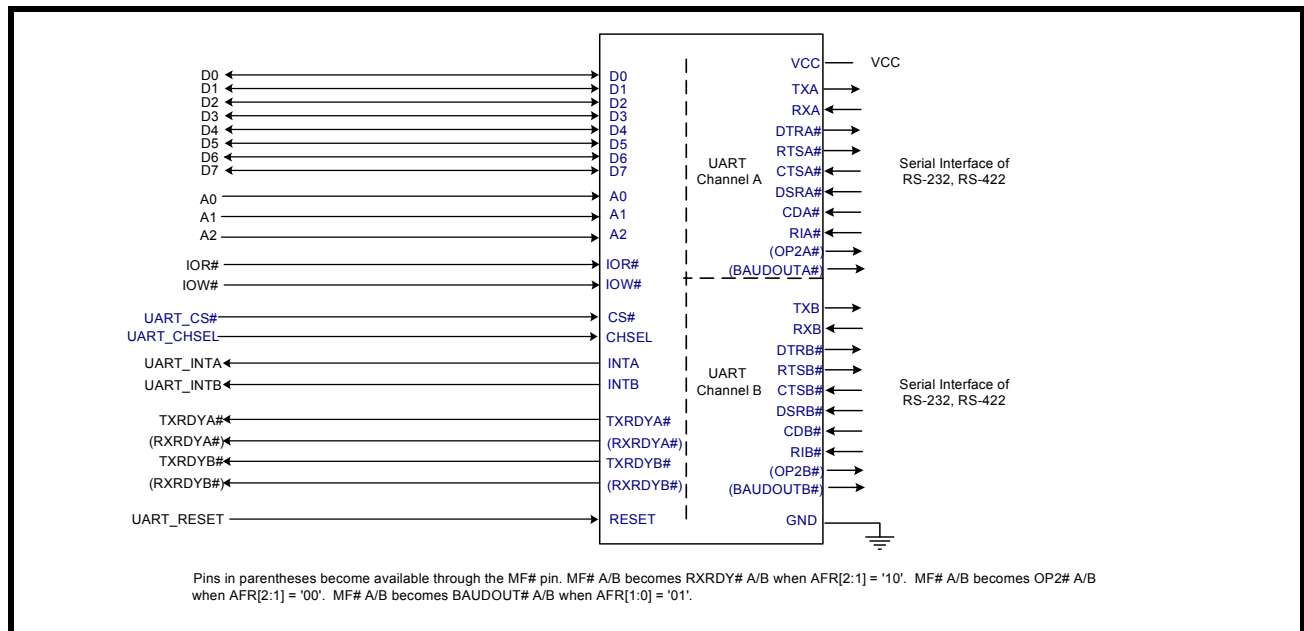 D0 D0
D1 D1
D2 D2
D3 D3
D4 D4
D5 D5
D6 D6
D7 D7
A0 A0
A1 A1
A2 A2
IOR# IOR#
IOW# IOW#
UART_CS# CS#
UART_CHSEL CHSEL
UART_INTA INTA
UART_INTB INTB
TXRDYA# TXRDYA#
(RXRDYA#) (RXRDYA#)
TXRDYB# TXRDYB#
(RXRDYB#) (RXRDYB#)
UART_RESET RESET
UART
Channel A
UART
Channel B
VCC VCC
TXA
RXA
DTRA#
RTSA#
CTSA#
DSRA#
CDA#
RIA#
(OP2A#)
(BAUDOUTA#)
Serial Interface of
RS-232, RS-422
TXB
RXB
DTRB#
RTSB#
CTSB#
DSRB#
CDB#
RIB#
(OP2B#)
(BAUDOUTB#)
GND
Serial Interface of
RS-232, RS-422
Pins in parentheses become available through the MF# pin. MF# A/B becomes RXRDY# A/B when AFR[2:1] = '10'. MF# A/B becomes OP2# A/B
when AFR[2:1] = '00'. MF# A/B becomes BAUDOUT# A/B when AFR[1:0] = '01'.